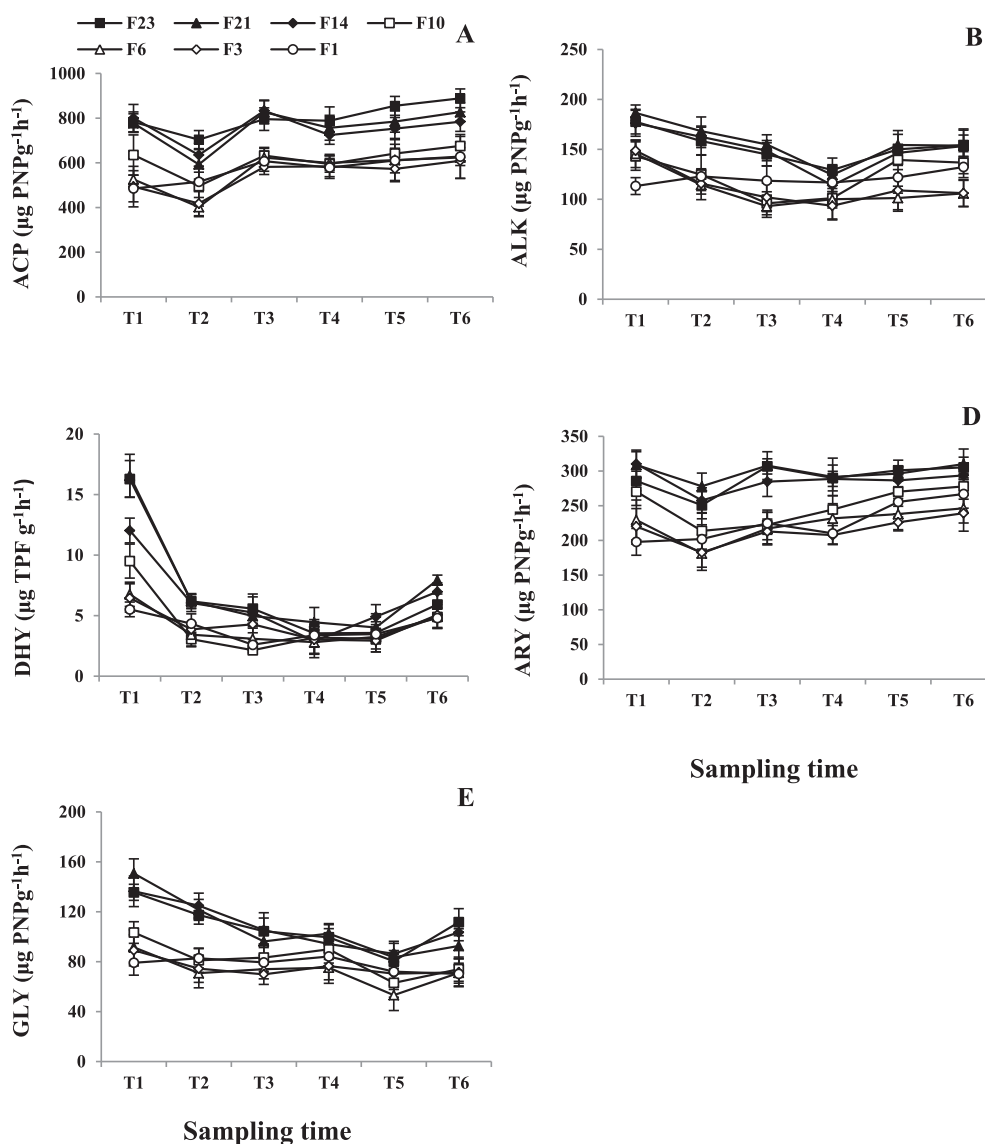 F23 F21 F14 F10
F6 F3 F1
A
ACP (µg PNPg⁻¹h⁻¹)
1000
800
600
400
200
0
T1 T2 T3 T4 T5 T6
B
ALK (µg PNPg⁻¹h⁻¹)
250
200
150
100
50
0
T1 T2 T3 T4 T5 T6
DHY (µg TPF g⁻¹h⁻¹)
20
15
10
5
0
T1 T2 T3 T4 T5 T6
D
ARY (µg PNPg⁻¹h⁻¹)
350
300
250
200
150
100
50
0
T1 T2 T3 T4 T5 T6
Sampling time
E
GLY (µg PNPg⁻¹h⁻¹)
200
160
120
80
40
0
T1 T2 T3 T4 T5 T6
Sampling time